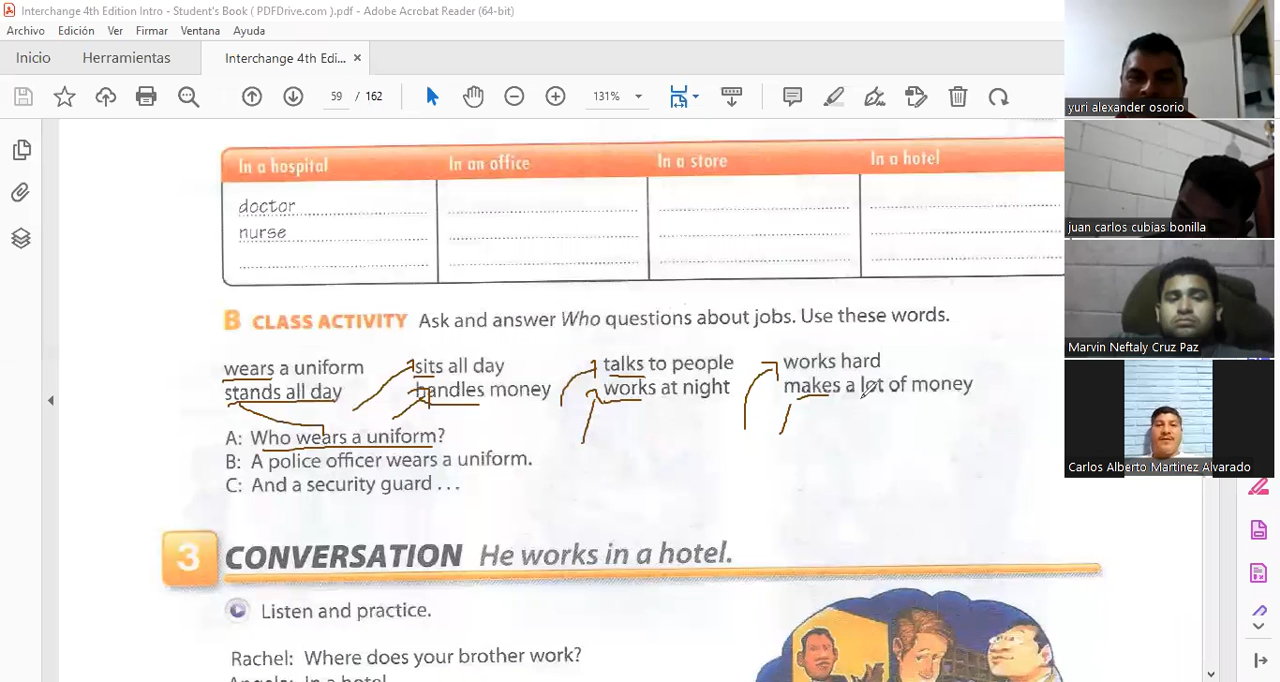 Interchange 4th Edition Intro - Student's Book ( PDFDrive.com ).pdf - Adobe Acrobat Reader (64-bit)
Archivo Edición Ver Firmar Ventana Ayuda
Inicio Herramientas Interchange 4th Edi... ×
59 / 162 131%
yuri alexander osorio
juan carlos cubias bonilla
Marvin Neftaly Cruz Paz
Carlos Alberto Martinez Alvarado
In a hospital In an office In a store In a hotel
doctor
nurse
B CLASS ACTIVITY Ask and answer Who questions about jobs. Use these words.
wears a uniform sits all day talks to people works hard
stands all day handles money works at night makes a lot of money
A: Who wears a uniform?
B: A police officer wears a uniform.
C: And a security guard . . .
3 CONVERSATION He works in a hotel.
Listen and practice.
Rachel: Where does your brother work?
Angela: In a hotel